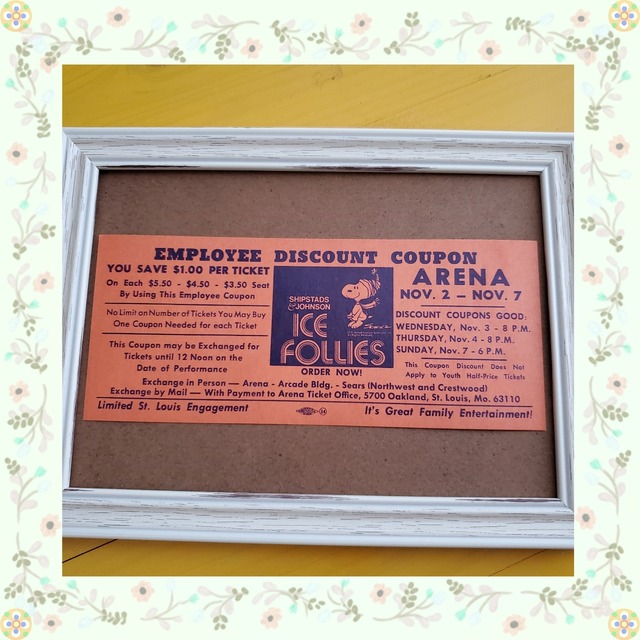 EMPLOYEE DISCOUNT COUPON
YOU SAVE $1.00 PER TICKET
On Each $5.50 - $4.50 - $3.50 Seat
By Using This Employee Coupon
No Limit on Number of Tickets You May Buy
One Coupon Needed for each Ticket
This Coupon may be Exchanged for
Tickets until 12 Noon on the
Date of Performance
SHIPSTADS
& JOHNSON
ICE
FOLLIES
ORDER NOW!
ARENA
NOV. 2 — NOV. 7
DISCOUNT COUPONS GOOD:
WEDNESDAY, Nov. 3 - 8 P.M.
THURSDAY, Nov. 4 - 8 P.M.
SUNDAY, Nov. 7 - 6 P.M.
This Coupon Discount Does Not
Apply to Youth Half-Price Tickets
Exchange in Person — Arena - Arcade Bldg. - Sears (Northwest and Crestwood)
Exchange by Mail — With Payment to Arena Ticket Office, 5700 Oakland, St. Louis, Mo. 63110
Limited St. Louis Engagement
It's Great Family Entertainment!